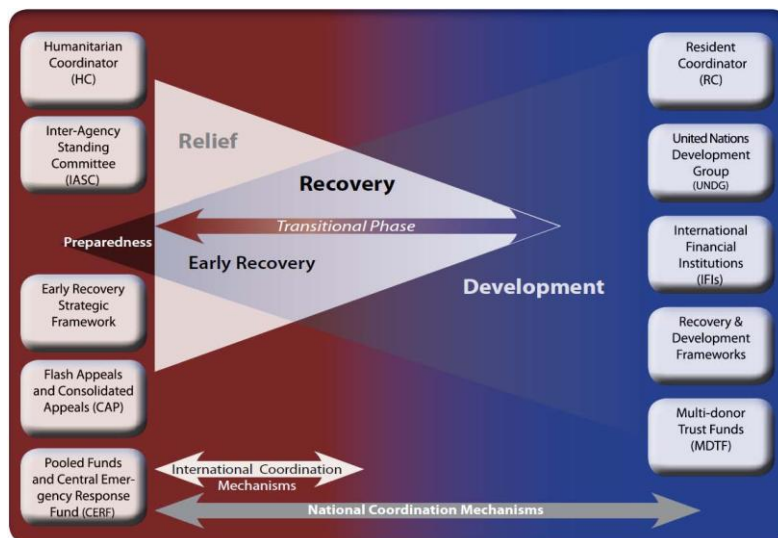 Humanitarian
Coordinator
(HC)
Inter-Agency
Standing
Committee
(IASC)
Preparedness
Early Recovery
Strategic
Framework
Flash Appeals
and Consolidated
Appeals (CAP)
Pooled Funds
and Central Emer-
gency Response
Fund (CERF)
Relief
Recovery
Transitional Phase
Early Recovery
Development
International Coordination
Mechanisms
National Coordination Mechanisms
Resident
Coordinator
(RC)
United Nations
Development
Group
(UNDG)
International
Financial
Institutions
(IFIs)
Recovery &
Development
Frameworks
Multi-donor
Trust Funds
(MDTF)